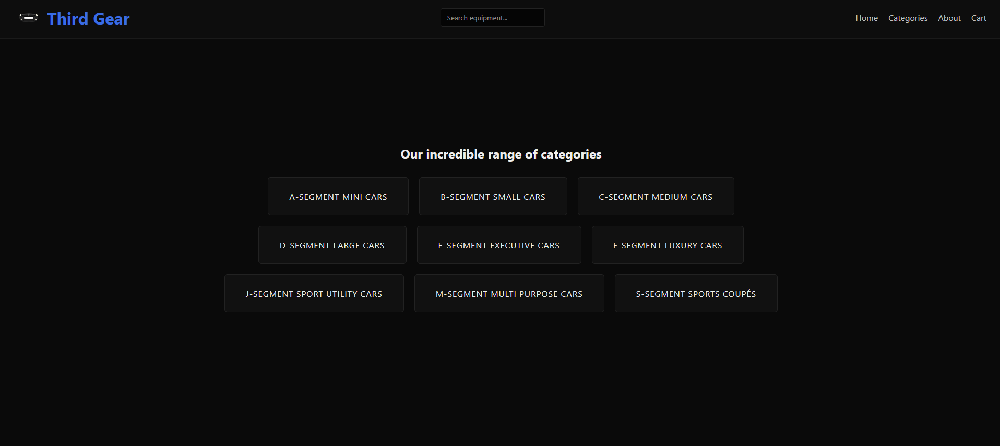 Third Gear
Search equipment...
Home Categories About Cart
Our incredible range of categories
A-SEGMENT MINI CARS
B-SEGMENT SMALL CARS
C-SEGMENT MEDIUM CARS
D-SEGMENT LARGE CARS
E-SEGMENT EXECUTIVE CARS
F-SEGMENT LUXURY CARS
J-SEGMENT SPORT UTILITY CARS
M-SEGMENT MULTI PURPOSE CARS
S-SEGMENT SPORTS COUPÉS